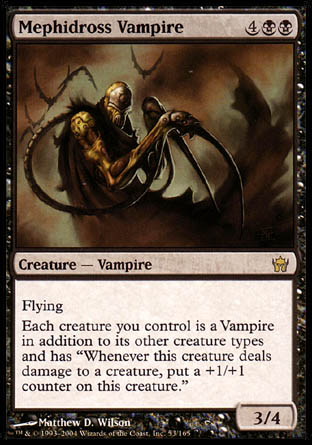 Mephidross Vampire 4
Creature — Vampire
Flying
Each creature you control is a Vampire
in addition to its other creature types
and has “Whenever this creature deals
damage to a creature, put a +1/+1
counter on this creature.”
Matthew D. Wilson
™ & © 1993–2004 Wizards of the Coast, Inc. 53/165
3/4